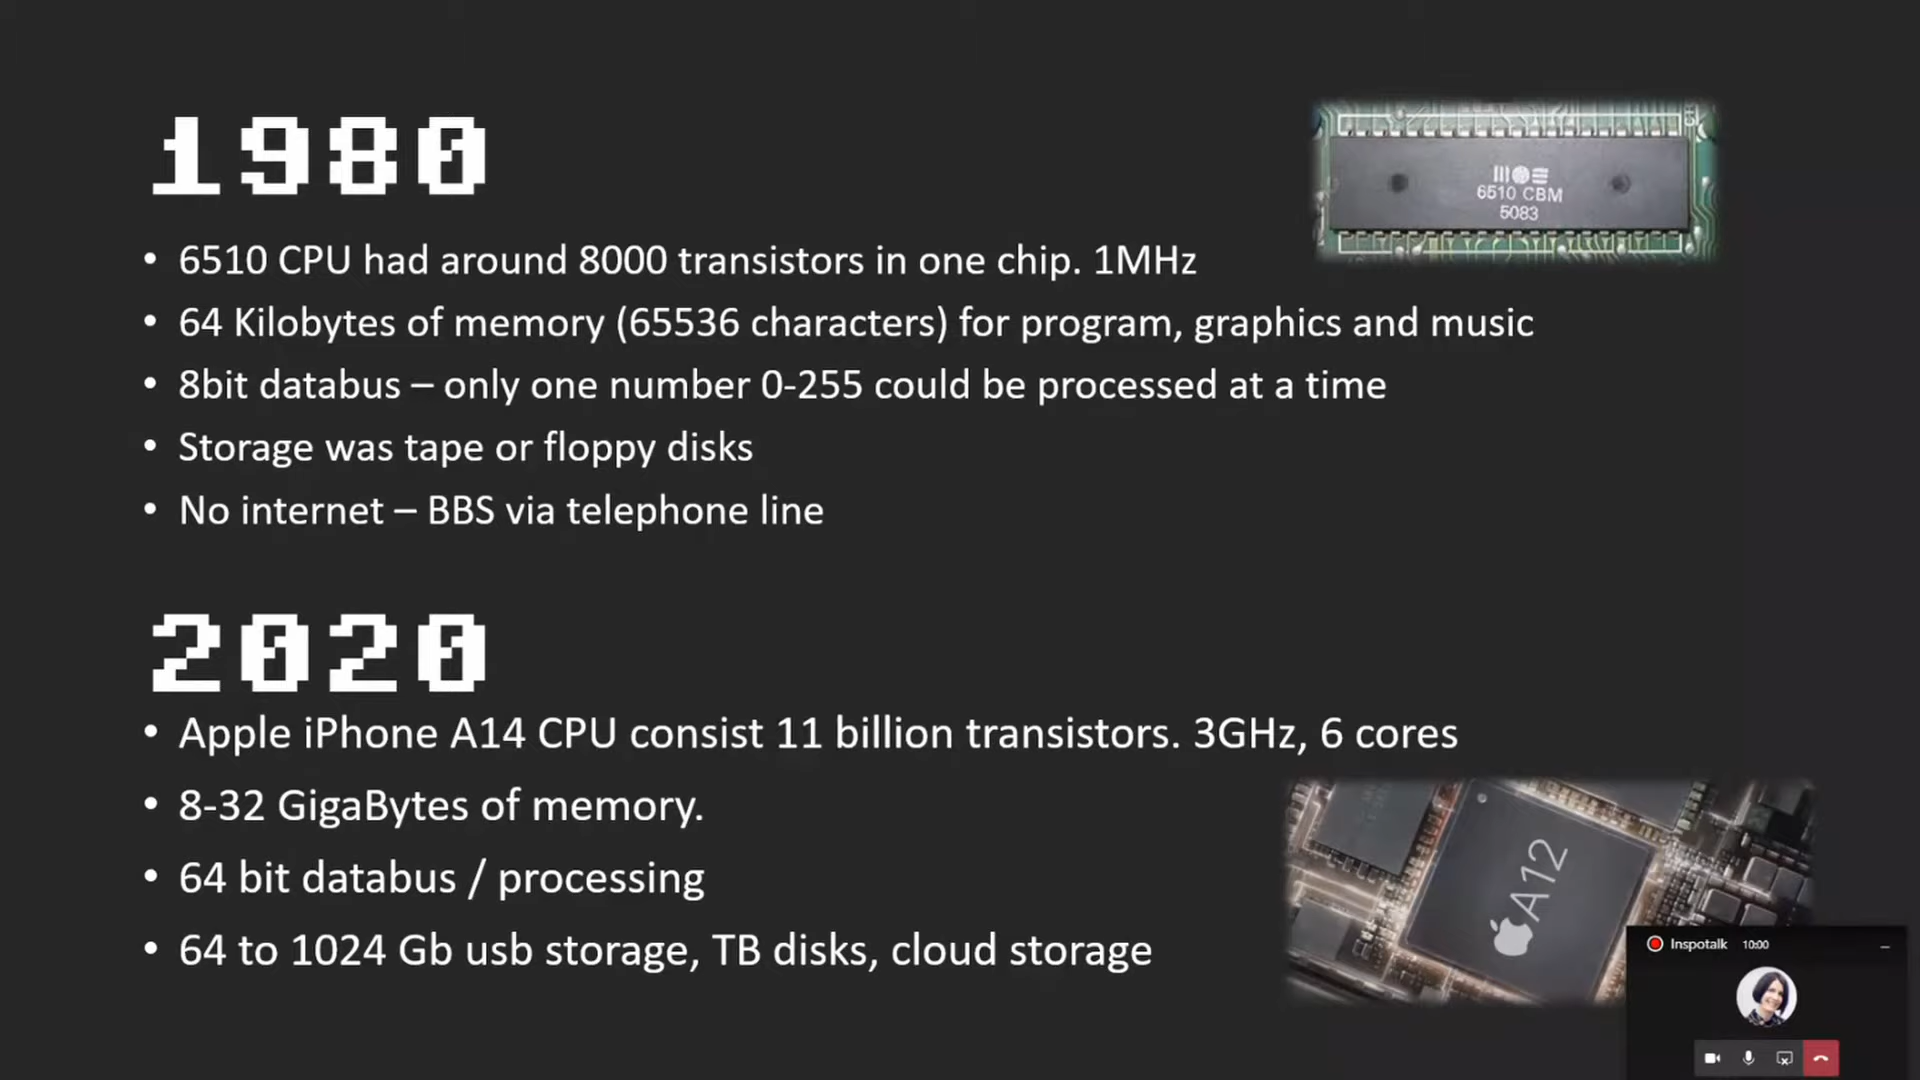 1980
6510 CBM
5083
• 6510 CPU had around 8000 transistors in one chip. 1MHz
• 64 Kilobytes of memory (65536 characters) for program, graphics and music
• 8bit databus – only one number 0-255 could be processed at a time
• Storage was tape or floppy disks
• No internet – BBS via telephone line
2020
• Apple iPhone A14 CPU consist 11 billion transistors. 3GHz, 6 cores
• 8-32 GigaBytes of memory.
• 64 bit databus / processing
• 64 to 1024 Gb usb storage, TB disks, cloud storage
A12
Inspotalk 10:00